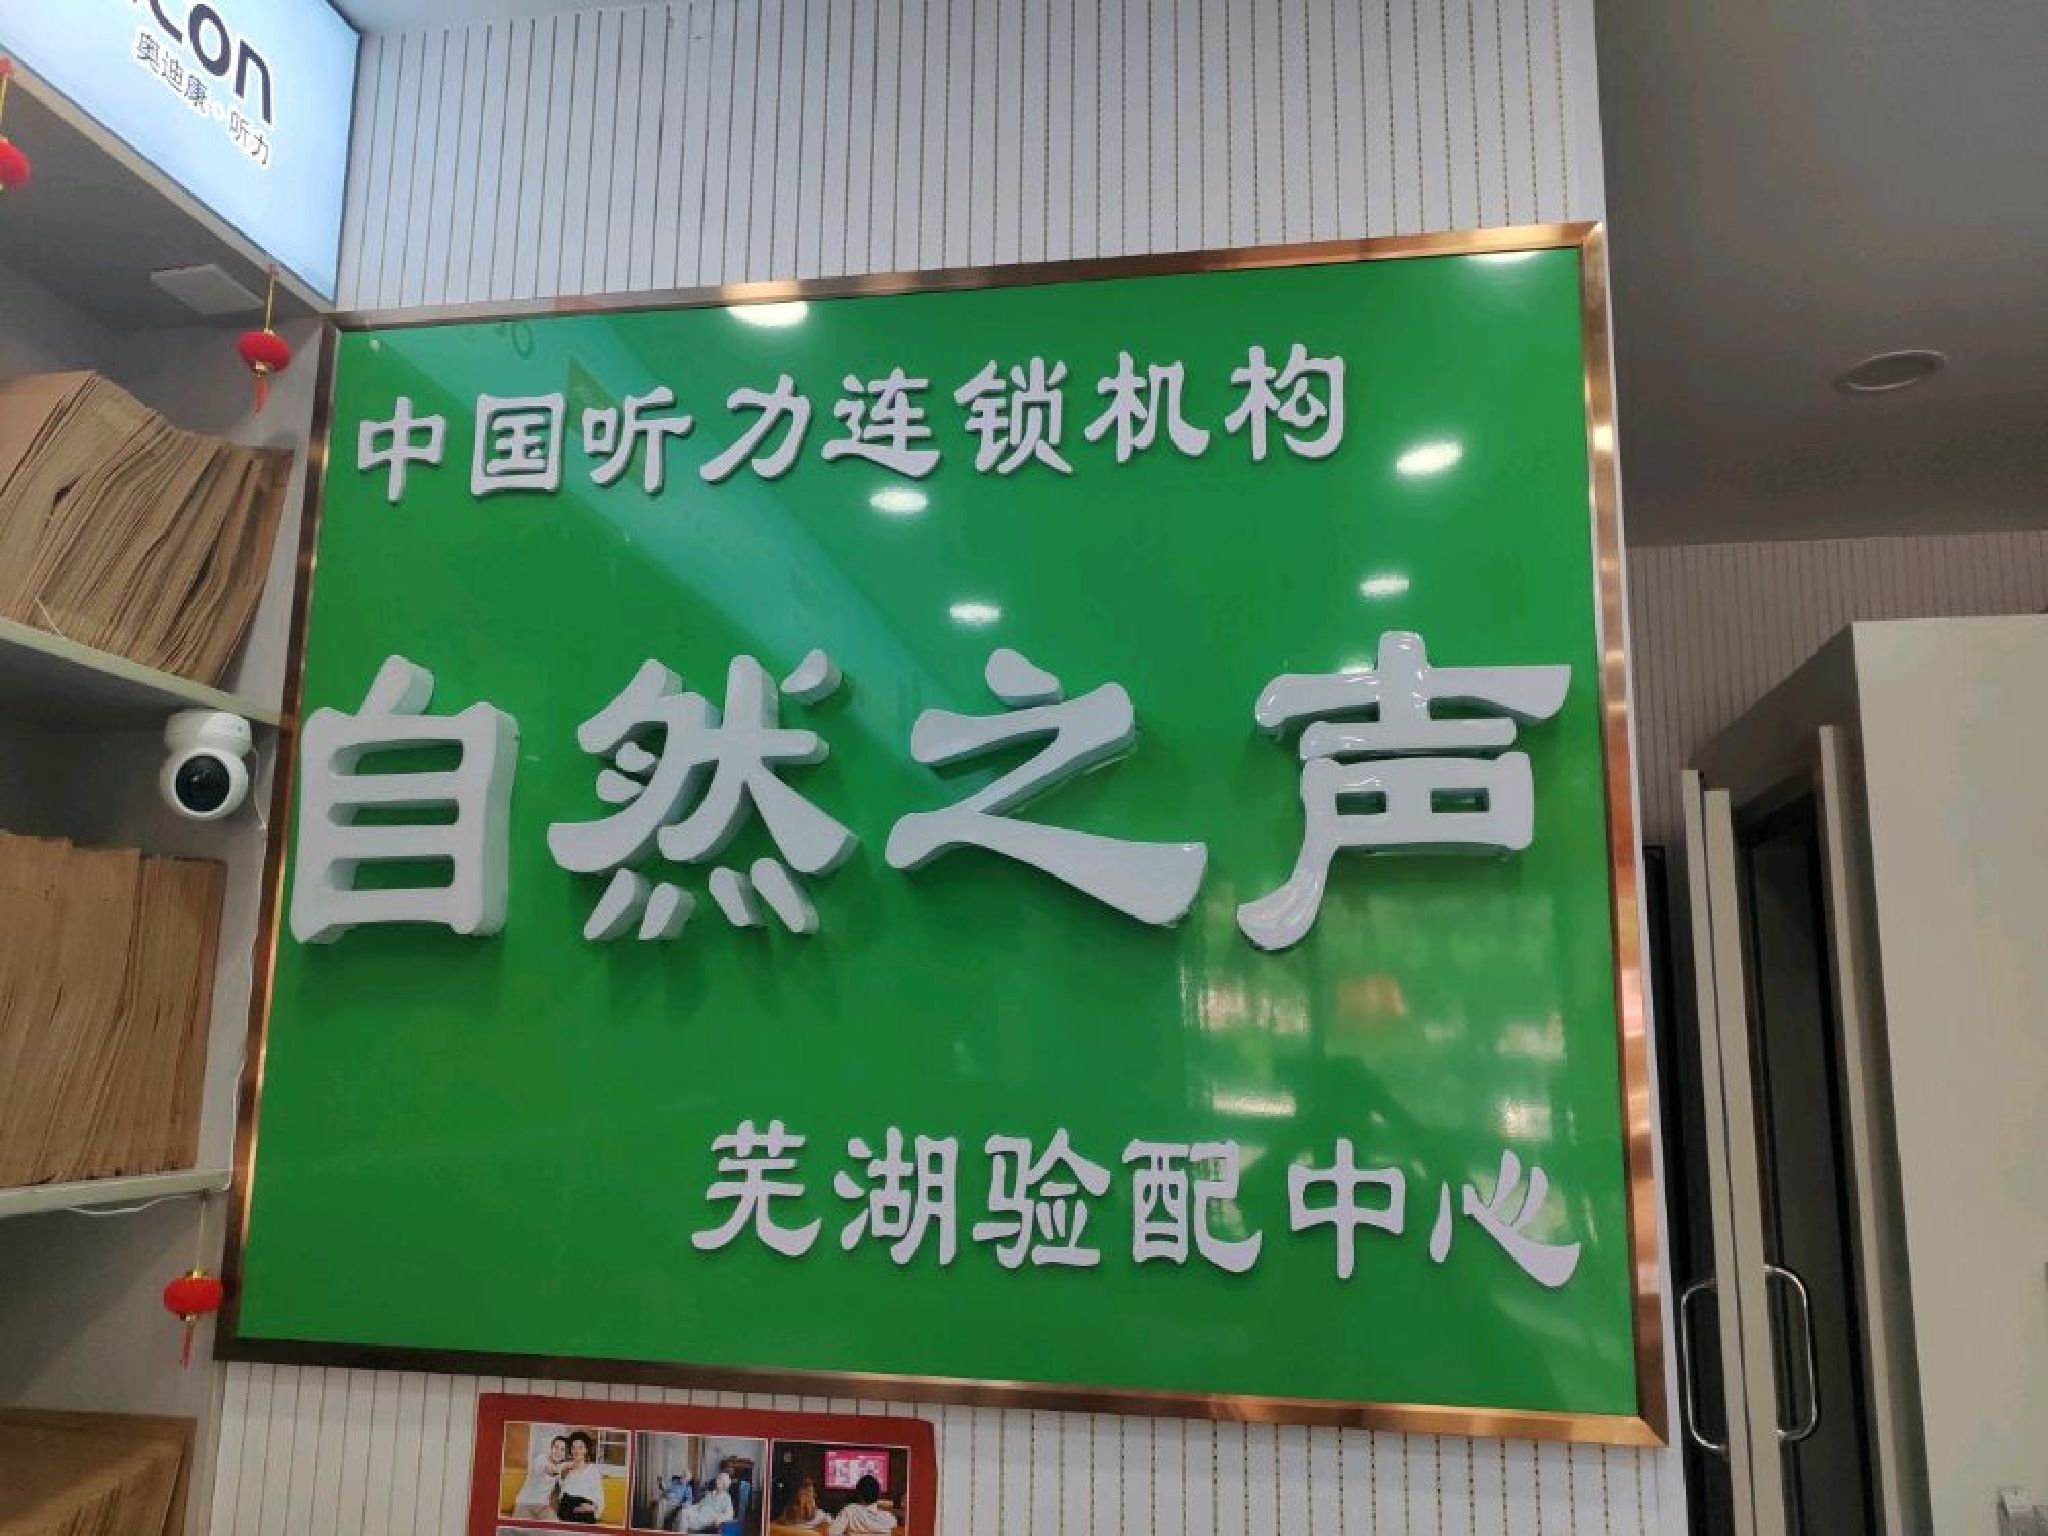 icon
奥迪康·听力
中国听力连锁机构
自然之声
芜湖验配中心